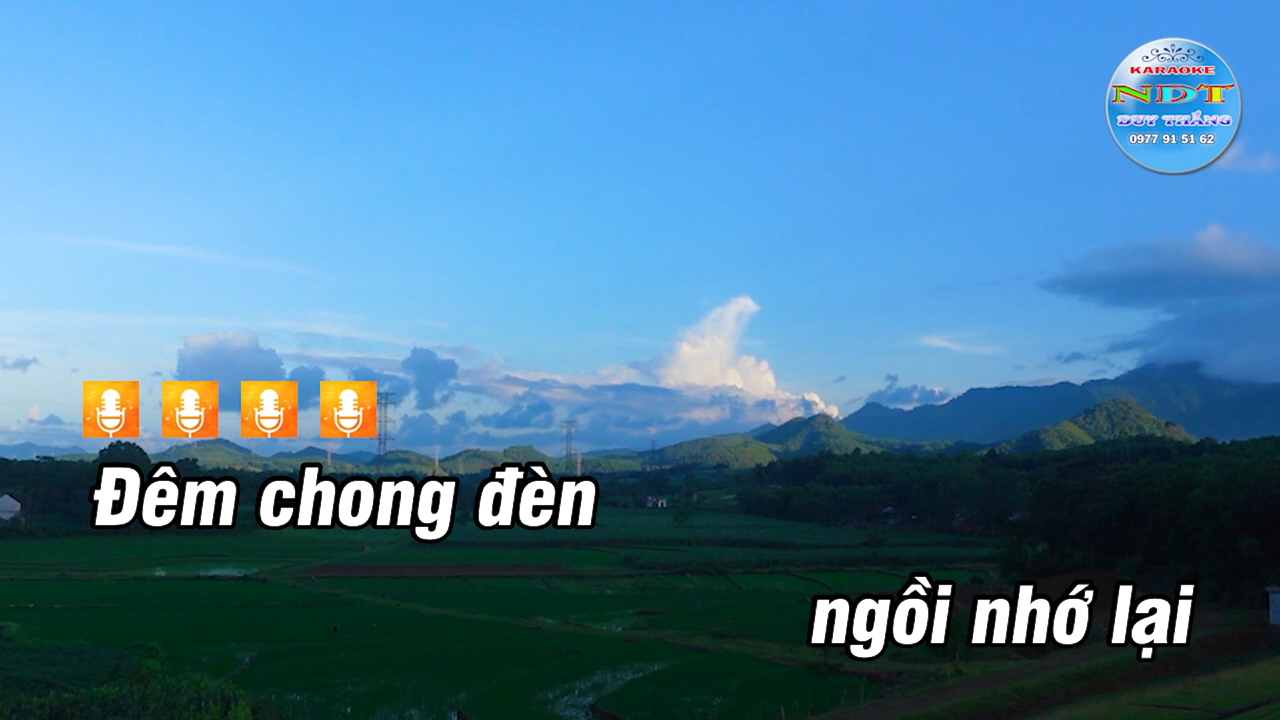 KARAOKE
NDT
DUY THẮNG
0977 91 51 62
Đêm chong đèn
ngồi nhớ lại